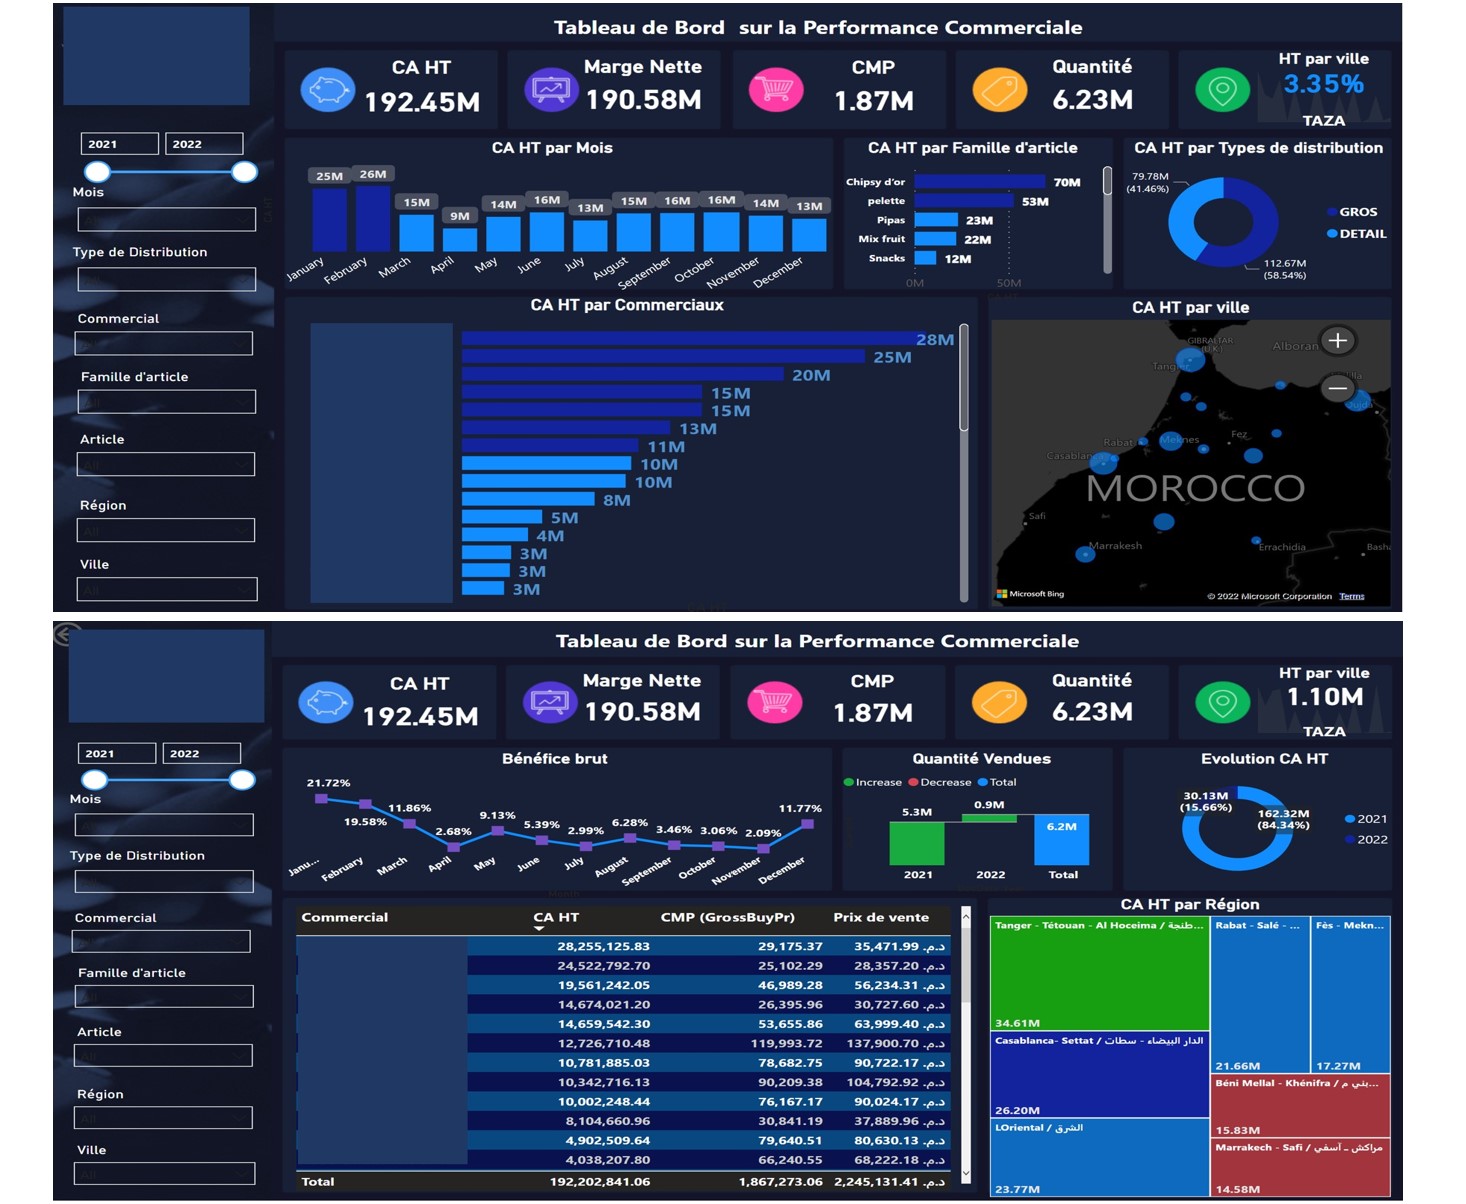 Tableau de Bord sur la Performance Commerciale
CA HT
192.45M
Marge Nette
190.58M
CMP
1.87M
Quantité
6.23M
HT par ville
3.35%
TAZA
2021
2022
Mois
Type de Distribution
Commercial
Famille d'article
Article
Région
Ville
CA HT par Mois
25M
26M
15M
9M
14M
16M
13M
15M
16M
16M
14M
13M
January
February
March
April
May
June
July
August
September
October
November
December
CA HT par Famille d'article
Chipsy d'or 70M
pelette 53M
Pipas 23M
Mix fruit 22M
Snacks 12M
0M 50M
CA HT par Types de distribution
79.78M
(41.46%)
GROS
DETAIL
112.67M
(58.54%)
CA HT par Commerciaux
28M
25M
20M
15M
15M
13M
11M
10M
10M
8M
5M
4M
3M
3M
3M
CA HT par ville
GIBRALTAR
(U.K.)
Alboran
Tangier
Oujda
Rabat
Meknes
Fez
Casablan
MOROCCO
Safi
Marrakesh
Errachidia
Basha
Microsoft Bing
© 2022 Microsoft Corporation Terms
Tableau de Bord sur la Performance Commerciale
CA HT
192.45M
Marge Nette
190.58M
CMP
1.87M
Quantité
6.23M
HT par ville
1.10M
TAZA
2021
2022
Mois
Type de Distribution
Commercial
Famille d'article
Article
Région
Ville
Bénéfice brut
21.72%
19.58%
11.86%
2.68%
9.13%
5.39%
2.99%
6.28%
3.46%
3.06%
2.09%
11.77%
Janu...
February
March
April
May
June
July
August
September
October
November
December
Quantité Vendues
Increase Decrease Total
5.3M
0.9M
6.2M
2021 2022 Total
Evolution CA HT
30.13M
(15.66%)
162.32M
(84.34%)
2021
2022
Commercial CA HT CMP (GrossBuyPr) Prix de vente
28,255,125.83 29,175.37 35,471.99 د.م.
24,522,792.70 25,102.29 28,357.20 د.م.
19,561,242.05 46,989.28 56,234.31 د.م.
14,674,021.20 26,395.96 30,727.60 د.م.
14,659,542.30 53,655.86 63,999.40 د.م.
12,726,710.48 119,993.72 137,900.70 د.م.
10,781,885.03 78,682.75 90,722.17 د.م.
10,342,716.13 90,209.38 104,792.92 د.م.
10,002,248.44 76,167.17 90,024.17 د.م.
8,104,660.96 30,841.19 37,889.96 د.م.
4,902,509.64 79,640.51 80,630.13 د.م.
4,038,207.80 66,240.55 68,222.18 د.م.
Total 192,202,841.06 1,867,273.06 2,245,131.41 د.م.
CA HT par Région
Tanger - Tétouan - Al Hoceima / طنجة...
34.61M
Casablanca- Settat / الدار البيضاء - سطات
26.20M
LOriental / الشرق
23.77M
Rabat - Salé - ...
21.66M
Fès - Mekn...
17.27M
Béni Mellal - Khénifra / بني م...
15.83M
Marrakech - Safi / مراكش ـ آسفي
14.58M